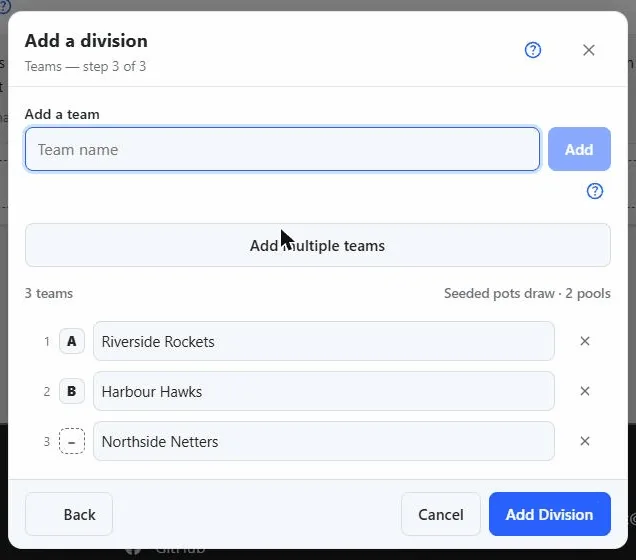 Add a division
Teams — step 3 of 3
Add a team
Team name
Add
Add multiple teams
3 teams
Seeded pots draw · 2 pools
1 A Riverside Rockets
2 B Harbour Hawks
3 – Northside Netters
Back
Cancel
Add Division
GitHub